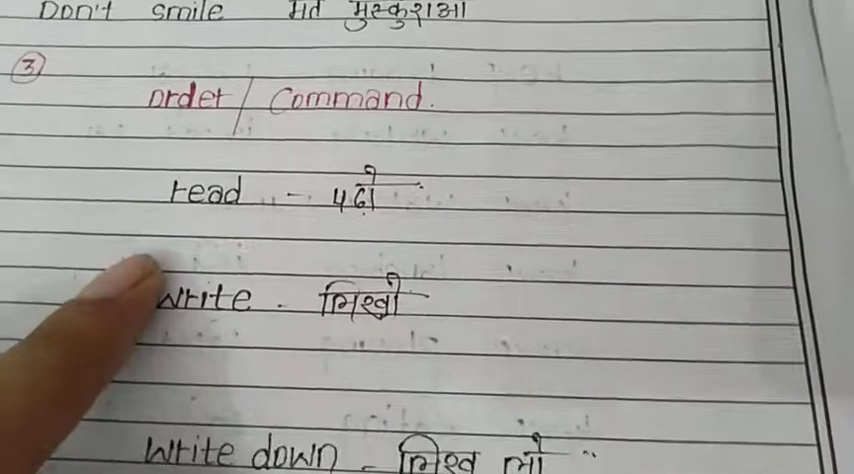 Don't smile मत मुस्कुराओ
③ order / Command.
read - पढ़ो
write - लिखो
write down - लिख लो